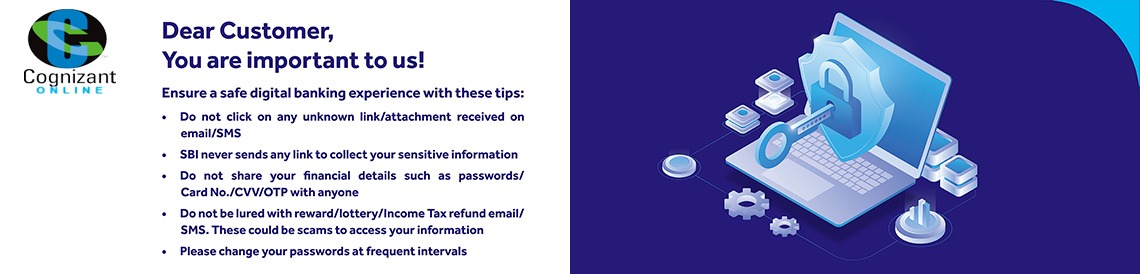 Cognizant
ONLINE
Dear Customer,
You are important to us!
Ensure a safe digital banking experience with these tips:
• Do not click on any unknown link/attachment received on
email/SMS
• SBI never sends any link to collect your sensitive information
• Do not share your financial details such as passwords/
Card No./CVV/OTP with anyone
• Do not be lured with reward/lottery/Income Tax refund email/
SMS. These could be scams to access your information
• Please change your passwords at frequent intervals